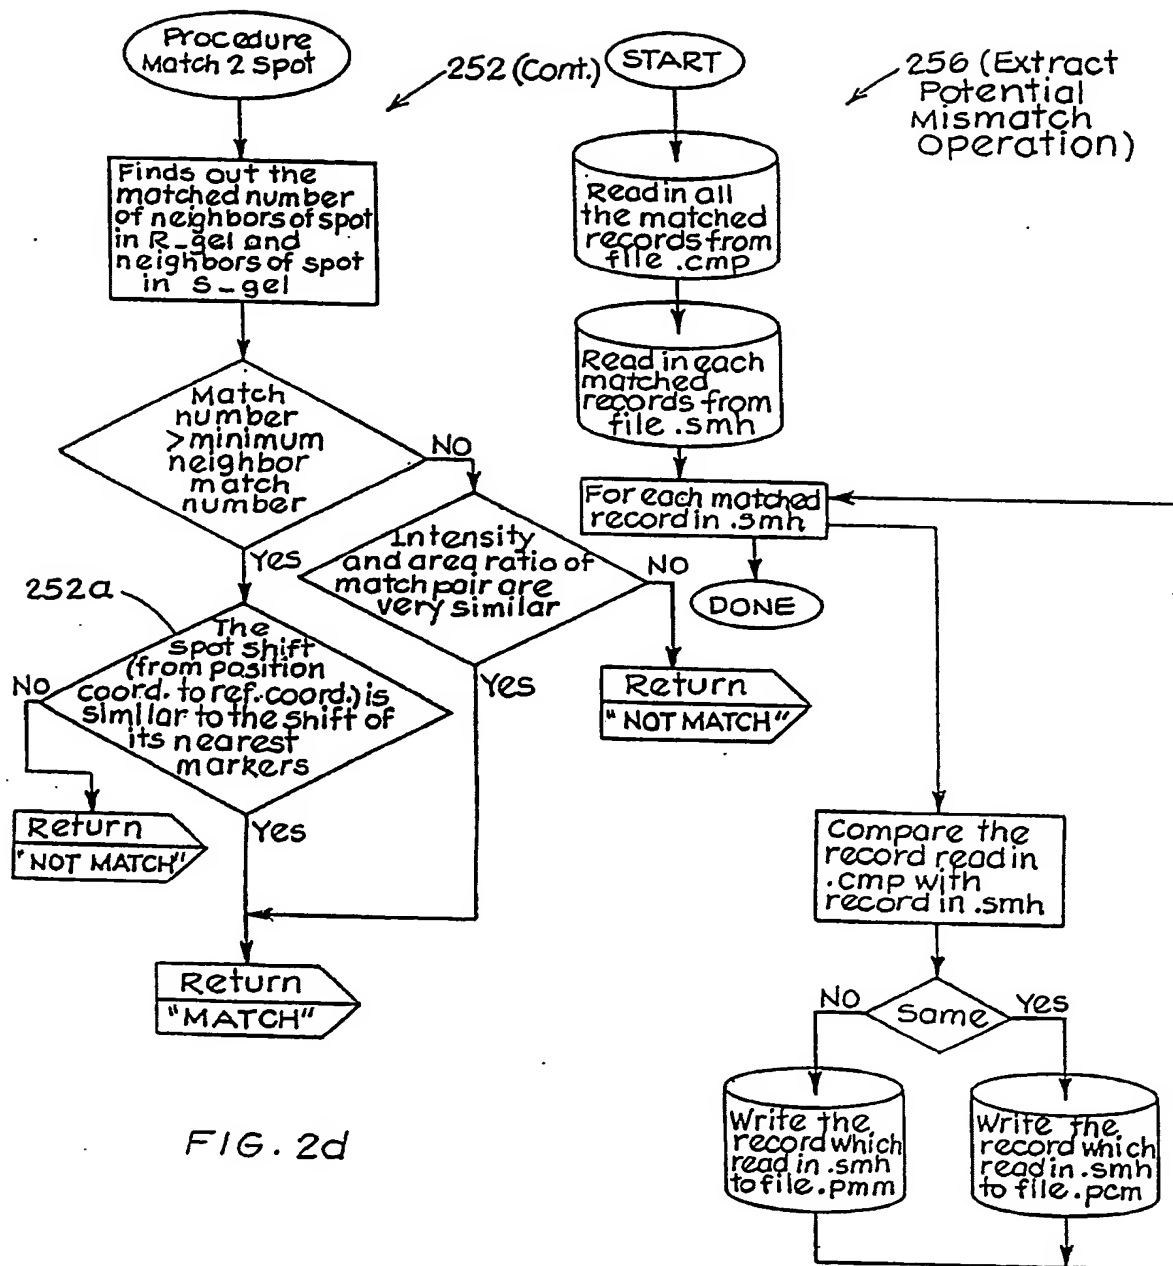 Procedure
Match 2 Spot
252 (Cont.)
Finds out the
matched number
of neighbors of spot
in R_gel and
neighbors of spot
in S_gel
Match
number
>minimum
neighbor
match
number
NO
Yes
Intensity
and area ratio of
match pair are
very similar
NO
Yes
Return
"NOT MATCH"
252a
The
spot shift
(from position
coord. to ref. coord.) is
similar to the shift of
its nearest
markers
NO
Yes
Return
"NOT MATCH"
Return
"MATCH"
FIG. 2d
START
256 (Extract
Potential
Mismatch
Operation)
Read in all
the matched
records from
file .cmp
Read in each
matched
records from
file .smh
For each matched
record in .smh
DONE
Compare the
record read in
.cmp with
record in .smh
Same
NO
Yes
Write the
record which
read in .smh
to file.pmm
Write the
record which
read in .smh
to file .pcm